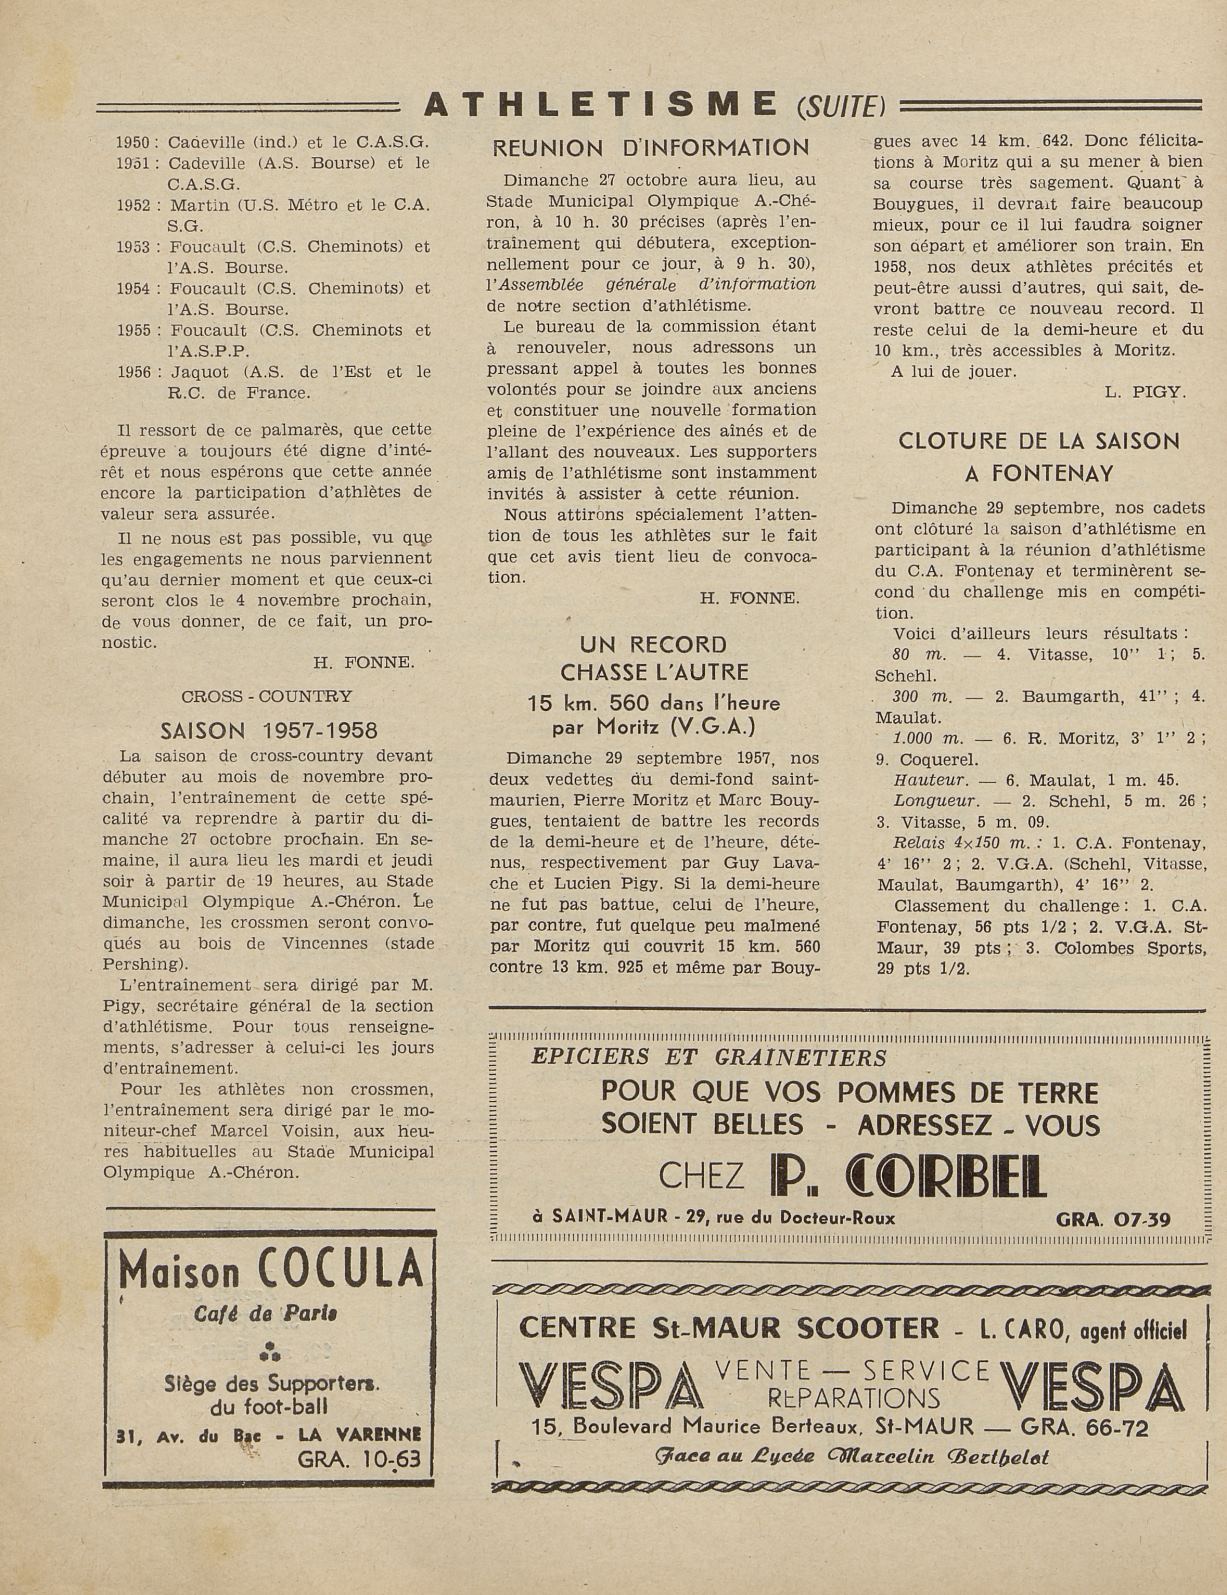 ATHLETISME (SUITE)
1950 : Cadeville (ind.) et le C.A.S.G.
1951 : Cadeville (A.S. Bourse) et le
C.A.S.G.
1952 : Martin (U.S. Métro et le C.A.
S.G.
1953 : Foucault (C.S. Cheminots) et
l'A.S. Bourse.
1954 : Foucault (C.S. Cheminots) et
l'A.S. Bourse.
1955 : Foucault (C.S. Cheminots et
l'A.S.P.P.
1956 : Jaquot (A.S. de l'Est et le
R.C. de France.
Il ressort de ce palmarès, que cette
épreuve a toujours été digne d'inté-
rêt et nous espérons que cette année
encore la participation d'athlètes de
valeur sera assurée.
Il ne nous est pas possible, vu que
les engagements ne nous parviennent
qu'au dernier moment et que ceux-ci
seront clos le 4 novembre prochain,
de vous donner, de ce fait, un pro-
nostic.
H. FONNE.
CROSS - COUNTRY
SAISON 1957-1958
La saison de cross-country devant
débuter au mois de novembre pro-
chain, l'entraînement de cette spé-
calité va reprendre à partir du di-
manche 27 octobre prochain. En se-
maine, il aura lieu les mardi et jeudi
soir à partir de 19 heures, au Stade
Municipal Olympique A.-Chéron. Le
dimanche, les crossmen seront convo-
qués au bois de Vincennes (stade
Pershing).
L'entraînement sera dirigé par M.
Pigy, secrétaire général de la section
d'athlétisme. Pour tous renseigne-
ments, s'adresser à celui-ci les jours
d'entraînement.
Pour les athlètes non crossmen,
l'entraînement sera dirigé par le mo-
niteur-chef Marcel Voisin, aux heu-
res habituelles au Stade Municipal
Olympique A.-Chéron.
Maison COCULA
Café de Paris
Siège des Supporters.
du foot-ball
31, Av. du Bac - LA VARENNE
GRA. 10-63
REUNION D'INFORMATION
Dimanche 27 octobre aura lieu, au
Stade Municipal Olympique A.-Ché-
ron, à 10 h. 30 précises (après l'en-
traînement qui débutera, exception-
nellement pour ce jour, à 9 h. 30),
l'Assemblée générale d'information
de notre section d'athlétisme.
Le bureau de la commission étant
à renouveler, nous adressons un
pressant appel à toutes les bonnes
volontés pour se joindre aux anciens
et constituer une nouvelle formation
pleine de l'expérience des aînés et de
l'allant des nouveaux. Les supporters
amis de l'athlétisme sont instamment
invités à assister à cette réunion.
Nous attirons spécialement l'atten-
tion de tous les athlètes sur le fait
que cet avis tient lieu de convoca-
tion.
H. FONNE.
UN RECORD
CHASSE L'AUTRE
15 km. 560 dans l'heure
par Moritz (V.G.A.)
Dimanche 29 septembre 1957, nos
deux vedettes du demi-fond saint-
maurien, Pierre Moritz et Marc Bouy-
gues, tentaient de battre les records
de la demi-heure et de l'heure, déte-
nus, respectivement par Guy Lava-
che et Lucien Pigy. Si la demi-heure
ne fut pas battue, celui de l'heure,
par contre, fut quelque peu malmené
par Moritz qui couvrit 15 km. 560
contre 13 km. 925 et même par Bouy-
gues avec 14 km. 642. Donc félicita-
tions à Moritz qui a su mener à bien
sa course très sagement. Quant à
Bouygues, il devrait faire beaucoup
mieux, pour ce il lui faudra soigner
son départ et améliorer son train. En
1958, nos deux athlètes précités et
peut-être aussi d'autres, qui sait, de-
vront battre ce nouveau record. Il
reste celui de la demi-heure et du
10 km., très accessibles à Moritz.
A lui de jouer.
L. PIGY.
CLOTURE DE LA SAISON
A FONTENAY
Dimanche 29 septembre, nos cadets
ont clôturé la saison d'athlétisme en
participant à la réunion d'athlétisme
du C.A. Fontenay et terminèrent se-
cond du challenge mis en compéti-
tion.
Voici d'ailleurs leurs résultats :
80 m. — 4. Vitasse, 10'' 1 ; 5.
Schehl.
300 m. — 2. Baumgarth, 41'' ; 4.
Maulat.
1.000 m. — 6. R. Moritz, 3' 1'' 2 ;
9. Coquerel.
Hauteur. — 6. Maulat, 1 m. 45.
Longueur. — 2. Schehl, 5 m. 26 ;
3. Vitasse, 5 m. 09.
Relais 4×150 m. : 1. C.A. Fontenay,
4' 16'' 2 ; 2. V.G.A. (Schehl, Vitasse,
Maulat, Baumgarth), 4' 16'' 2.
Classement du challenge : 1. C.A.
Fontenay, 56 pts 1/2 ; 2. V.G.A. St-
Maur, 39 pts ; 3. Colombes Sports,
29 pts 1/2.
EPICIERS ET GRAINETIERS
POUR QUE VOS POMMES DE TERRE
SOIENT BELLES - ADRESSEZ - VOUS
CHEZ P. CORBEL
à SAINT-MAUR - 29, rue du Docteur-Roux GRA. 07-39
CENTRE St-MAUR SCOOTER - L. CARO, agent officiel
VESPA VENTE — SERVICE VESPA
REPARATIONS
15, Boulevard Maurice Berteaux, St-MAUR — GRA. 66-72
Face au Lycée Marcelin Berthelot